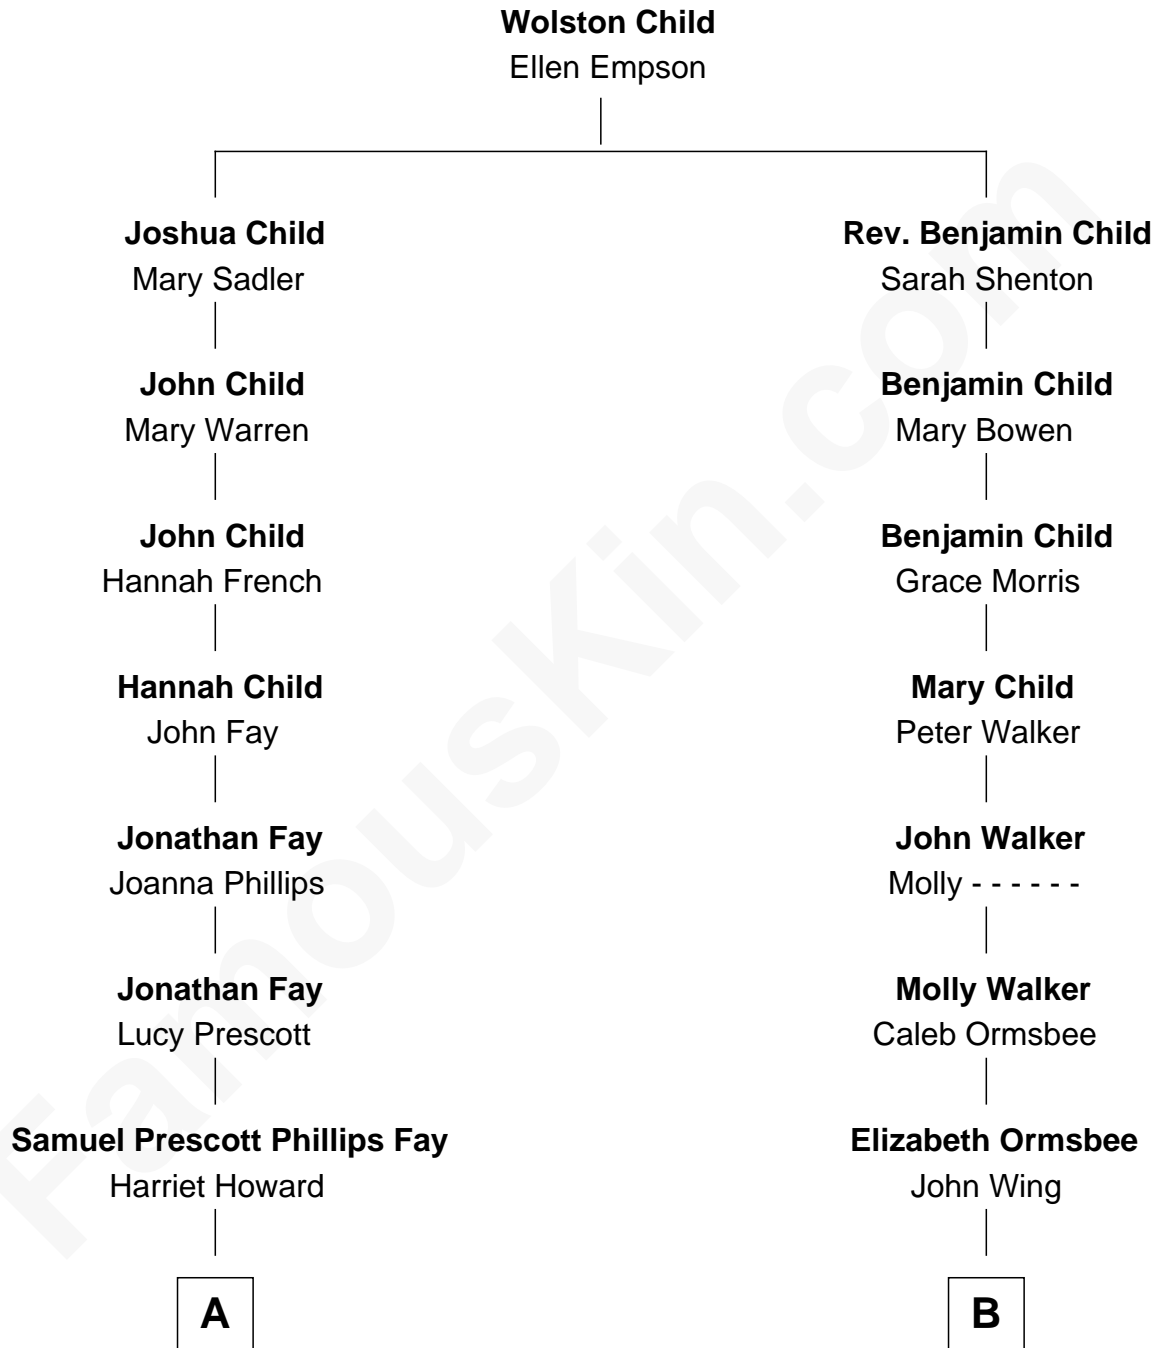 Wolston Child
Ellen Empson
Joshua Child
Mary Sadler
Rev. Benjamin Child
Sarah Shenton
John Child
Mary Warren
Benjamin Child
Mary Bowen
John Child
Hannah French
Benjamin Child
Grace Morris
Hannah Child
John Fay
Mary Child
Peter Walker
Jonathan Fay
Joanna Phillips
John Walker
Molly - - - - - -
Jonathan Fay
Lucy Prescott
Molly Walker
Caleb Ormsbee
Samuel Prescott Phillips Fay
Harriet Howard
Elizabeth Ormsbee
John Wing
A
B
FamousKin.com